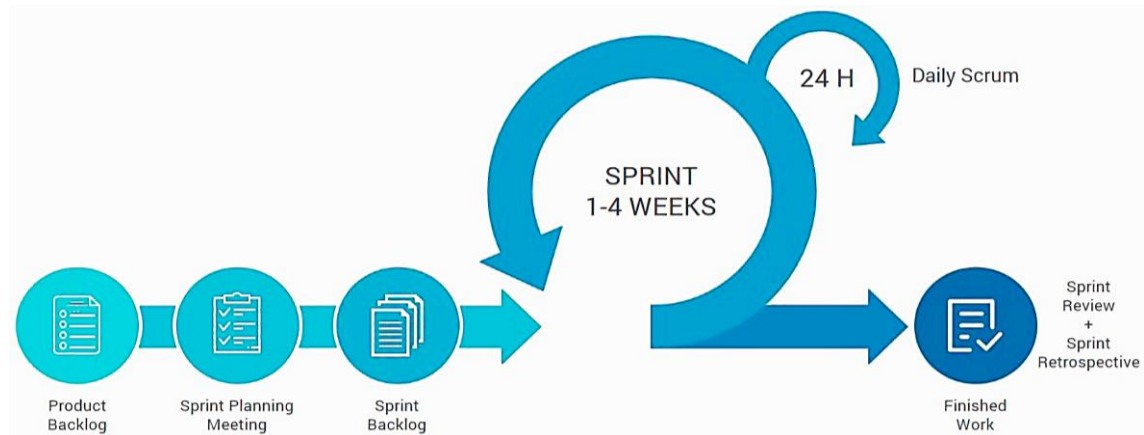 24 H
Daily Scrum
SPRINT
1-4 WEEKS
Product
Backlog
Sprint Planning
Meeting
Sprint
Backlog
Finished
Work
Sprint
Review
+
Sprint
Retrospective